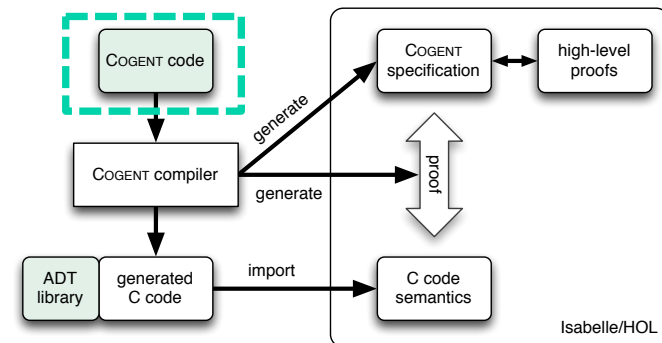 COGENT code
COGENT
specification
high-level
proofs
generate
COGENT compiler
generate
proof
ADT
library
generated
C code
import
C code
semantics
Isabelle/HOL